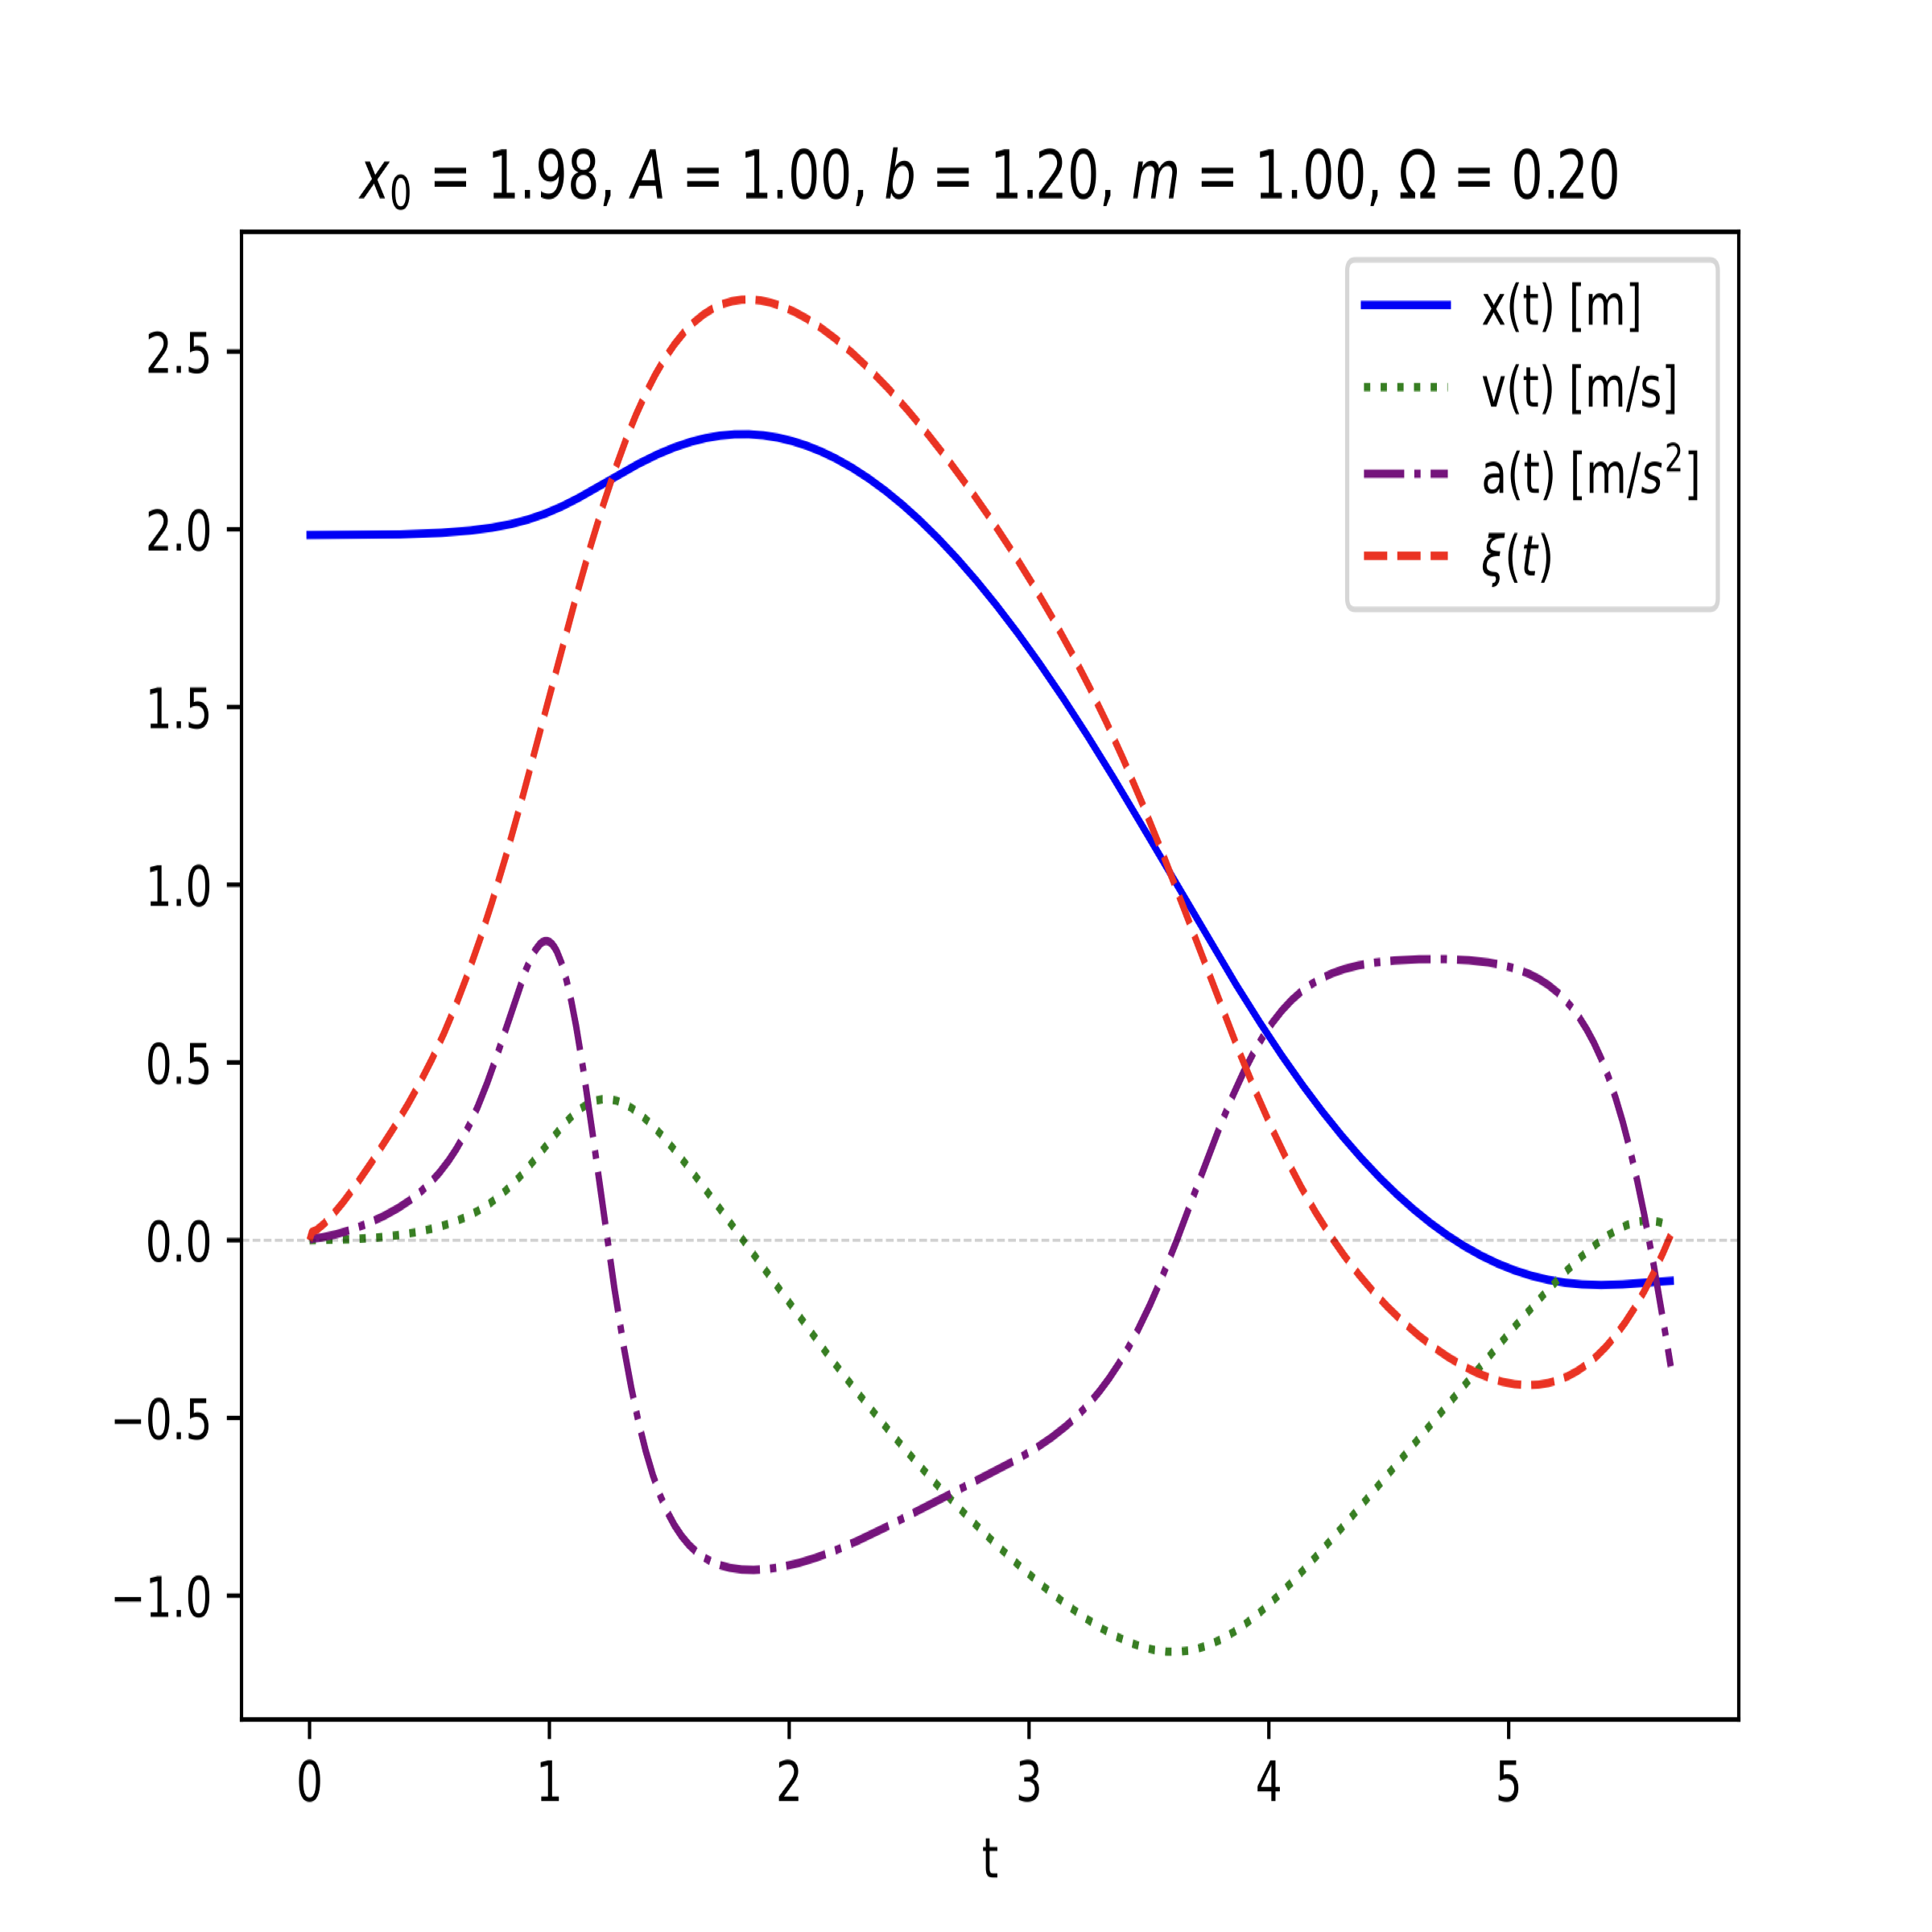 x₀ = 1.98, A = 1.00, b = 1.20, m = 1.00, Ω = 0.20
x(t) [m]
v(t) [m/s]
a(t) [m/s²]
ξ(t)
2.5
2.0
1.5
1.0
0.5
0.0
−0.5
−1.0
0 1 2 3 4 5
t